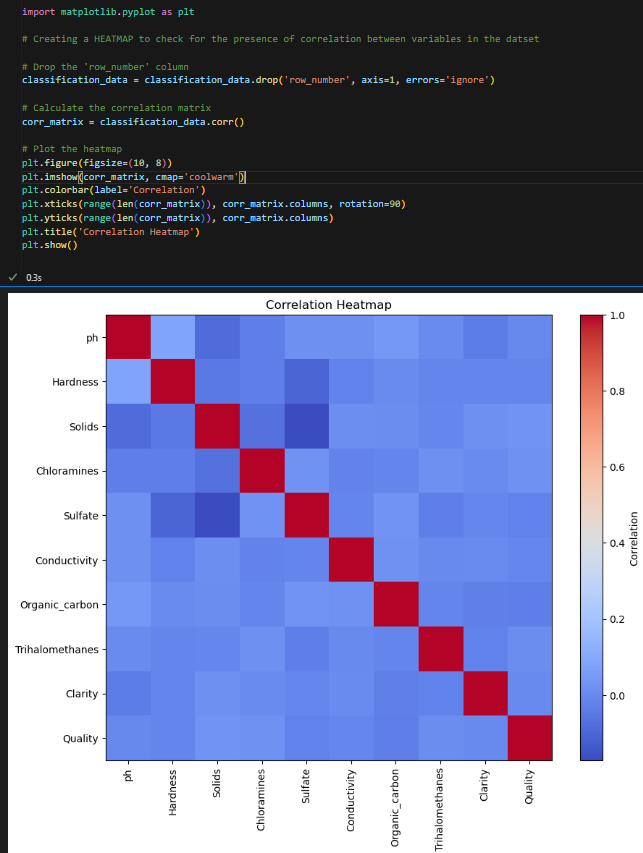 import matplotlib.pyplot as plt
# Creating a HEATMAP to check for the presence of correlation between variables in the datset
# Drop the 'row_number' column
classification_data = classification_data.drop('row_number', axis=1, errors='ignore')
# Calculate the correlation matrix
corr_matrix = classification_data.corr()
# Plot the heatmap
plt.figure(figsize=(10, 8))
plt.imshow(corr_matrix, cmap='coolwarm')
plt.colorbar(label='Correlation')
plt.xticks(range(len(corr_matrix)), corr_matrix.columns, rotation=90)
plt.yticks(range(len(corr_matrix)), corr_matrix.columns)
plt.title('Correlation Heatmap')
plt.show()
0.3s
Correlation Heatmap
ph
Hardness
Solids
Chloramines
Sulfate
Conductivity
Organic_carbon
Trihalomethanes
Clarity
Quality
ph
Hardness
Solids
Chloramines
Sulfate
Conductivity
Organic_carbon
Trihalomethanes
Clarity
Quality
1.0
0.8
0.6
0.4
0.2
0.0
Correlation